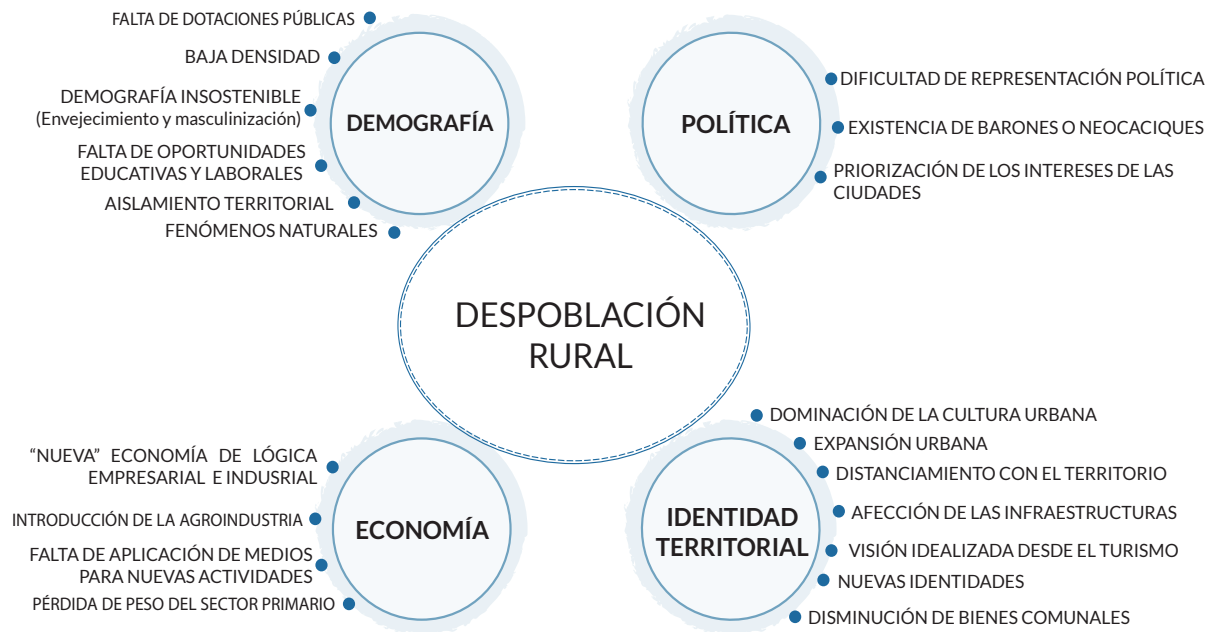 FALTA DE DOTACIONES PÚBLICAS
BAJA DENSIDAD
DEMOGRAFÍA INSOSTENIBLE
(Envejecimiento y masculinización)
FALTA DE OPORTUNIDADES
EDUCATIVAS Y LABORALES
AISLAMIENTO TERRITORIAL
FENÓMENOS NATURALES
DEMOGRAFÍA
POLÍTICA
DIFICULTAD DE REPRESENTACIÓN POLÍTICA
EXISTENCIA DE BARONES O NEOCACIQUES
PRIORIZACIÓN DE LOS INTERESES DE LAS
CIUDADES
DESPOBLACIÓN
RURAL
“NUEVA” ECONOMÍA DE LÓGICA
EMPRESARIAL E INDUSRIAL
INTRODUCCIÓN DE LA AGROINDUSTRIA
FALTA DE APLICACIÓN DE MEDIOS
PARA NUEVAS ACTIVIDADES
PÉRDIDA DE PESO DEL SECTOR PRIMARIO
ECONOMÍA
IDENTIDAD
TERRITORIAL
DOMINACIÓN DE LA CULTURA URBANA
EXPANSIÓN URBANA
DISTANCIAMIENTO CON EL TERRITORIO
AFECCIÓN DE LAS INFRAESTRUCTURAS
VISIÓN IDEALIZADA DESDE EL TURISMO
NUEVAS IDENTIDADES
DISMINUCIÓN DE BIENES COMUNALES